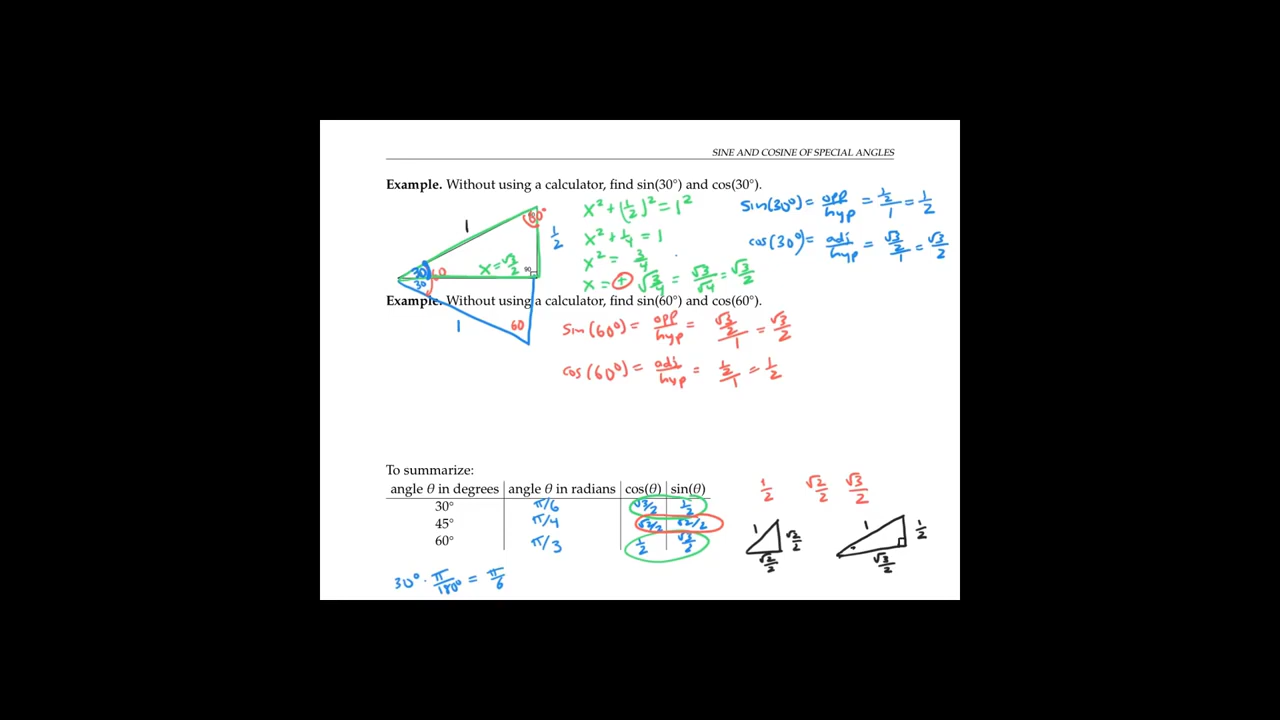 SINE AND COSINE OF SPECIAL ANGLES
Example. Without using a calculator, find sin(30°) and cos(30°).
sin(30°) = opp/hyp = (1/2)/1 = 1/2
cos(30°) = adj/hyp = (√3/2)/1 = √3/2
x² + (1/2)² = 1²
x² + 1/4 = 1
x² = 3/4
x = + √3/4 = √3/√4 = √3/2
1
1/2
60°
x = √3/2
90
30
60
30
1
60
Example. Without using a calculator, find sin(60°) and cos(60°).
sin(60°) = opp/hyp = (√3/2)/1 = √3/2
cos(60°) = adj/hyp = (1/2)/1 = 1/2
To summarize:
angle θ in degrees angle θ in radians cos(θ) sin(θ)
30° π/6 √3/2 1/2
45° π/4 √2/2 √2/2
60° π/3 1/2 √3/2
1/2 √2/2 √3/2
1 √2/2 √2/2
1 1/2 √3/2
30° · π/180° = π/6